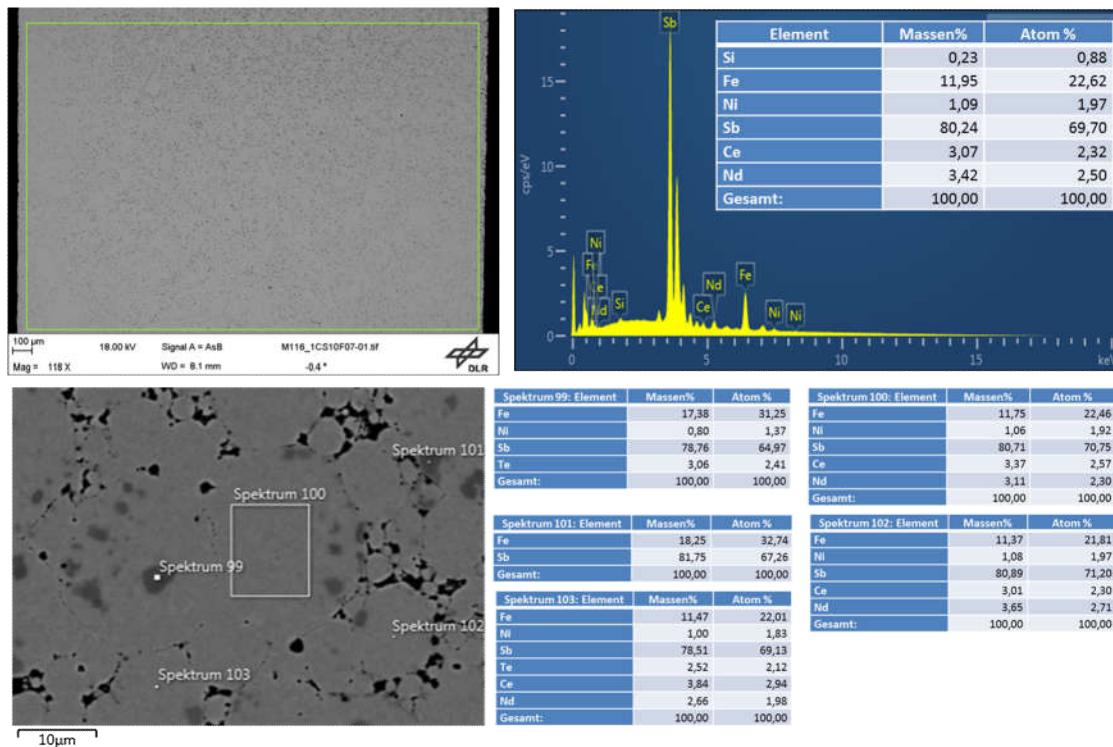 100 µm
Mag = 118 X
18.00 kV
WD = 8.1 mm
Signal A = AsB
M116_1CS10F07-01.tif
-0.4 °
DLR
cps/eV
15
10
5
0
0 5 10 15 keV
Sb
Ni
Fe
Ce
Nd
Si
Ce
Nd
Fe
Ni
Ni
Element Massen% Atom %
Si 0,23 0,88
Fe 11,95 22,62
Ni 1,09 1,97
Sb 80,24 69,70
Ce 3,07 2,32
Nd 3,42 2,50
Gesamt: 100,00 100,00
Spektrum 101
Spektrum 100
Spektrum 99
Spektrum 102
Spektrum 103
10µm
Spektrum 99: Element Massen% Atom %
Fe 17,38 31,25
Ni 0,80 1,37
Sb 78,76 64,97
Te 3,06 2,41
Gesamt: 100,00 100,00
Spektrum 100: Element Massen% Atom %
Fe 11,75 22,46
Ni 1,06 1,92
Sb 80,71 70,75
Ce 3,37 2,57
Nd 3,11 2,30
Gesamt: 100,00 100,00
Spektrum 101: Element Massen% Atom %
Fe 18,25 32,74
Sb 81,75 67,26
Gesamt: 100,00 100,00
Spektrum 102: Element Massen% Atom %
Fe 11,37 21,81
Ni 1,08 1,97
Sb 80,89 71,20
Ce 3,01 2,30
Nd 3,65 2,71
Gesamt: 100,00 100,00
Spektrum 103: Element Massen% Atom %
Fe 11,47 22,01
Ni 1,00 1,83
Sb 78,51 69,13
Te 2,52 2,12
Ce 3,84 2,94
Nd 2,66 1,98
Gesamt: 100,00 100,00